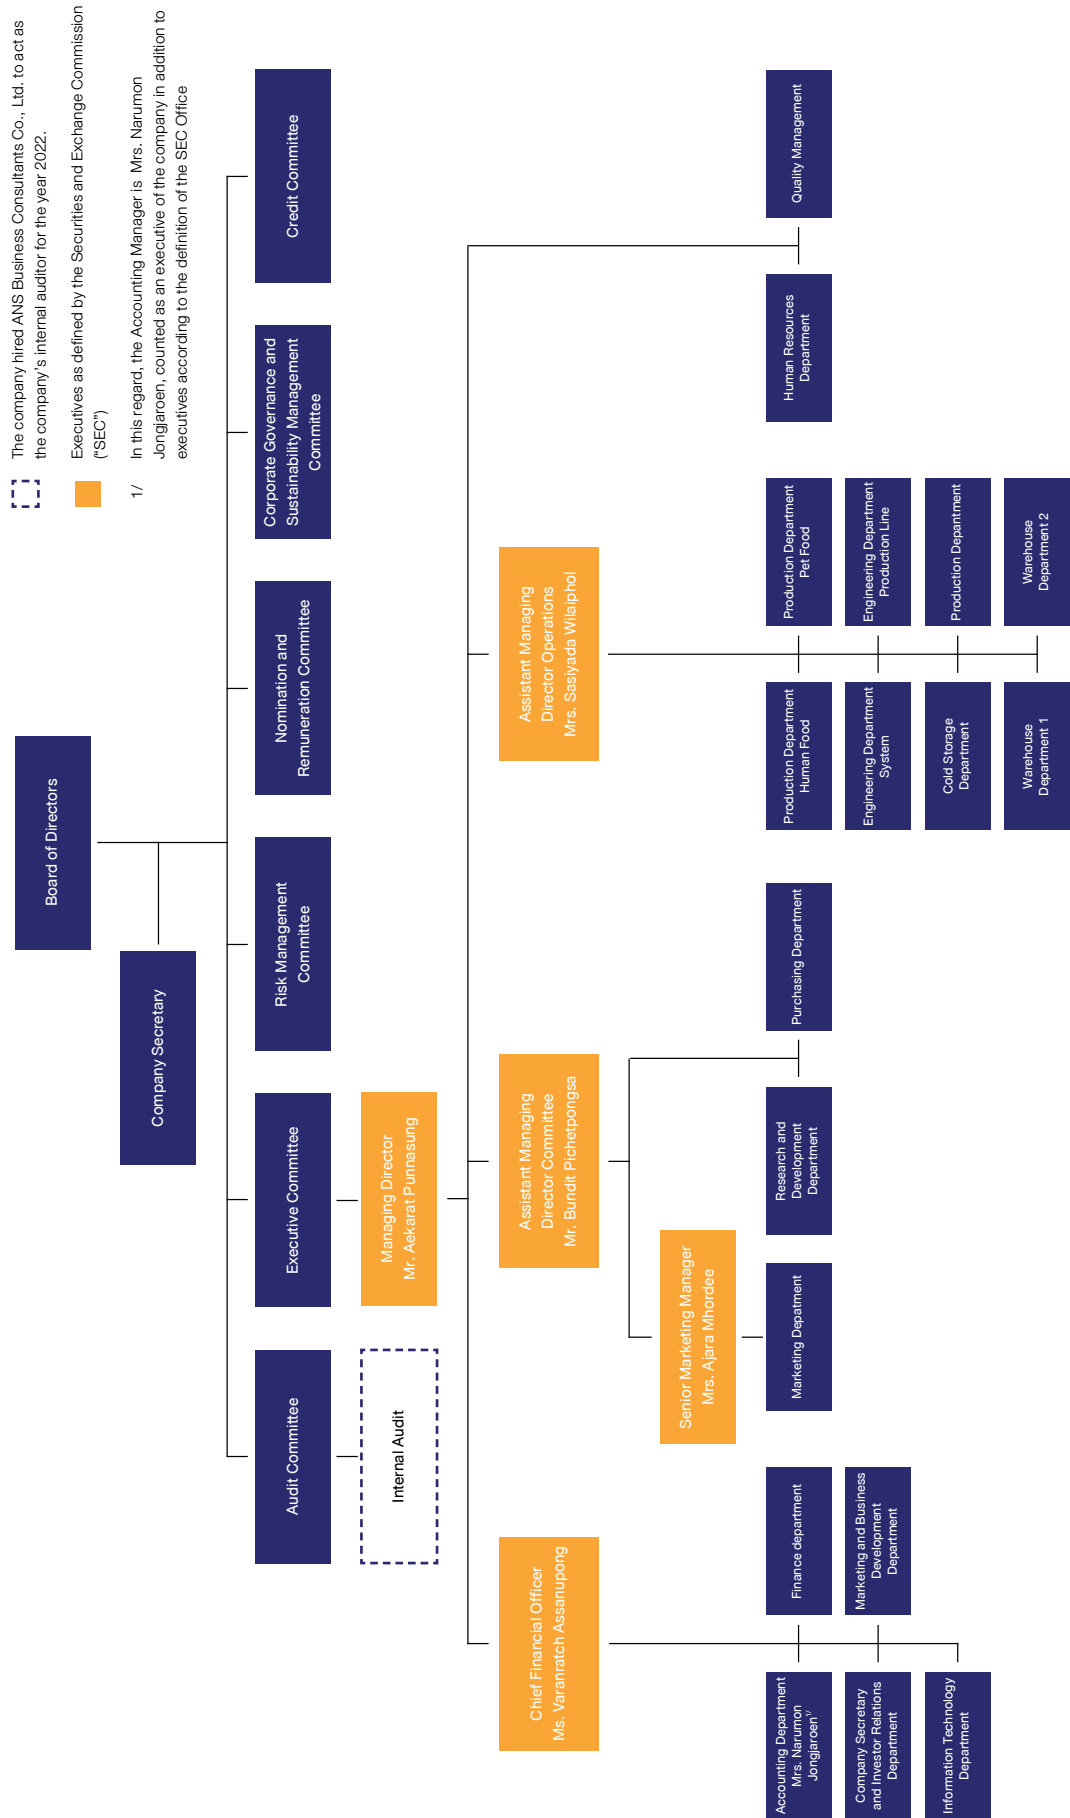 Board of Directors
Company Secretary
Audit Committee
Executive Committee
Risk Management
Committee
Nomination and
Remuneration Committee
Corporate Governance and
Sustainability Management
Committee
Credit Committee
Internal Audit
Managing Director
Mr. Aekarat Punnasung
Chief Financial Officer
Ms. Varanratch Assanupong
Assistant Managing
Director Committee
Mr. Bundit Pichetpongsa
Assistant Managing
Director Operations
Mrs. Sasiyada Wilaiphol
Senior Marketing Manager
Mrs. Ajara Mhordee
Accounting Department
Mrs. Narumon
Jongjaroen1/
Finance department
Company Secretary
and Investor Relations
Department
Marketing and Business
Development
Department
Information Technology
Department
Marketing Depatment
Research and
Development
Department
Purchasing Department
Production Department
Human Food
Production Department
Pet Food
Engineering Department
System
Engineering Department
Production Line
Cold Storage
Department
Production Depantment
Warehouse
Department 1
Warehouse
Department 2
Human Resources
Department
Quality Management
The company hired ANS Business Consultants Co., Ltd. to act as
the company's internal auditor for the year 2022.
Executives as defined by the Securities and Exchange Commission
(“SEC”)
1/ In this regard, the Accounting Manager is Mrs. Narumon
Jongjaroen, counted as an executive of the company in addition to
executives according to the definition of the SEC Office